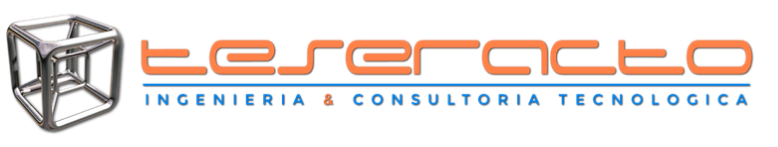 teseracto
INGENIERIA & CONSULTORIA TECNOLOGICA